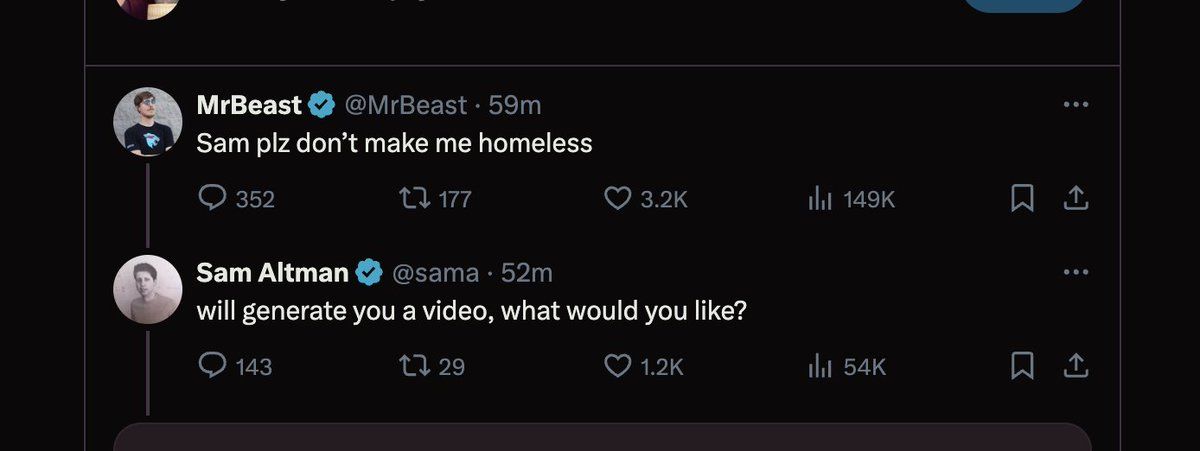 MrBeast @MrBeast · 59m
Sam plz don’t make me homeless
352 177 3.2K 149K
Sam Altman @sama · 52m
will generate you a video, what would you like?
143 29 1.2K 54K